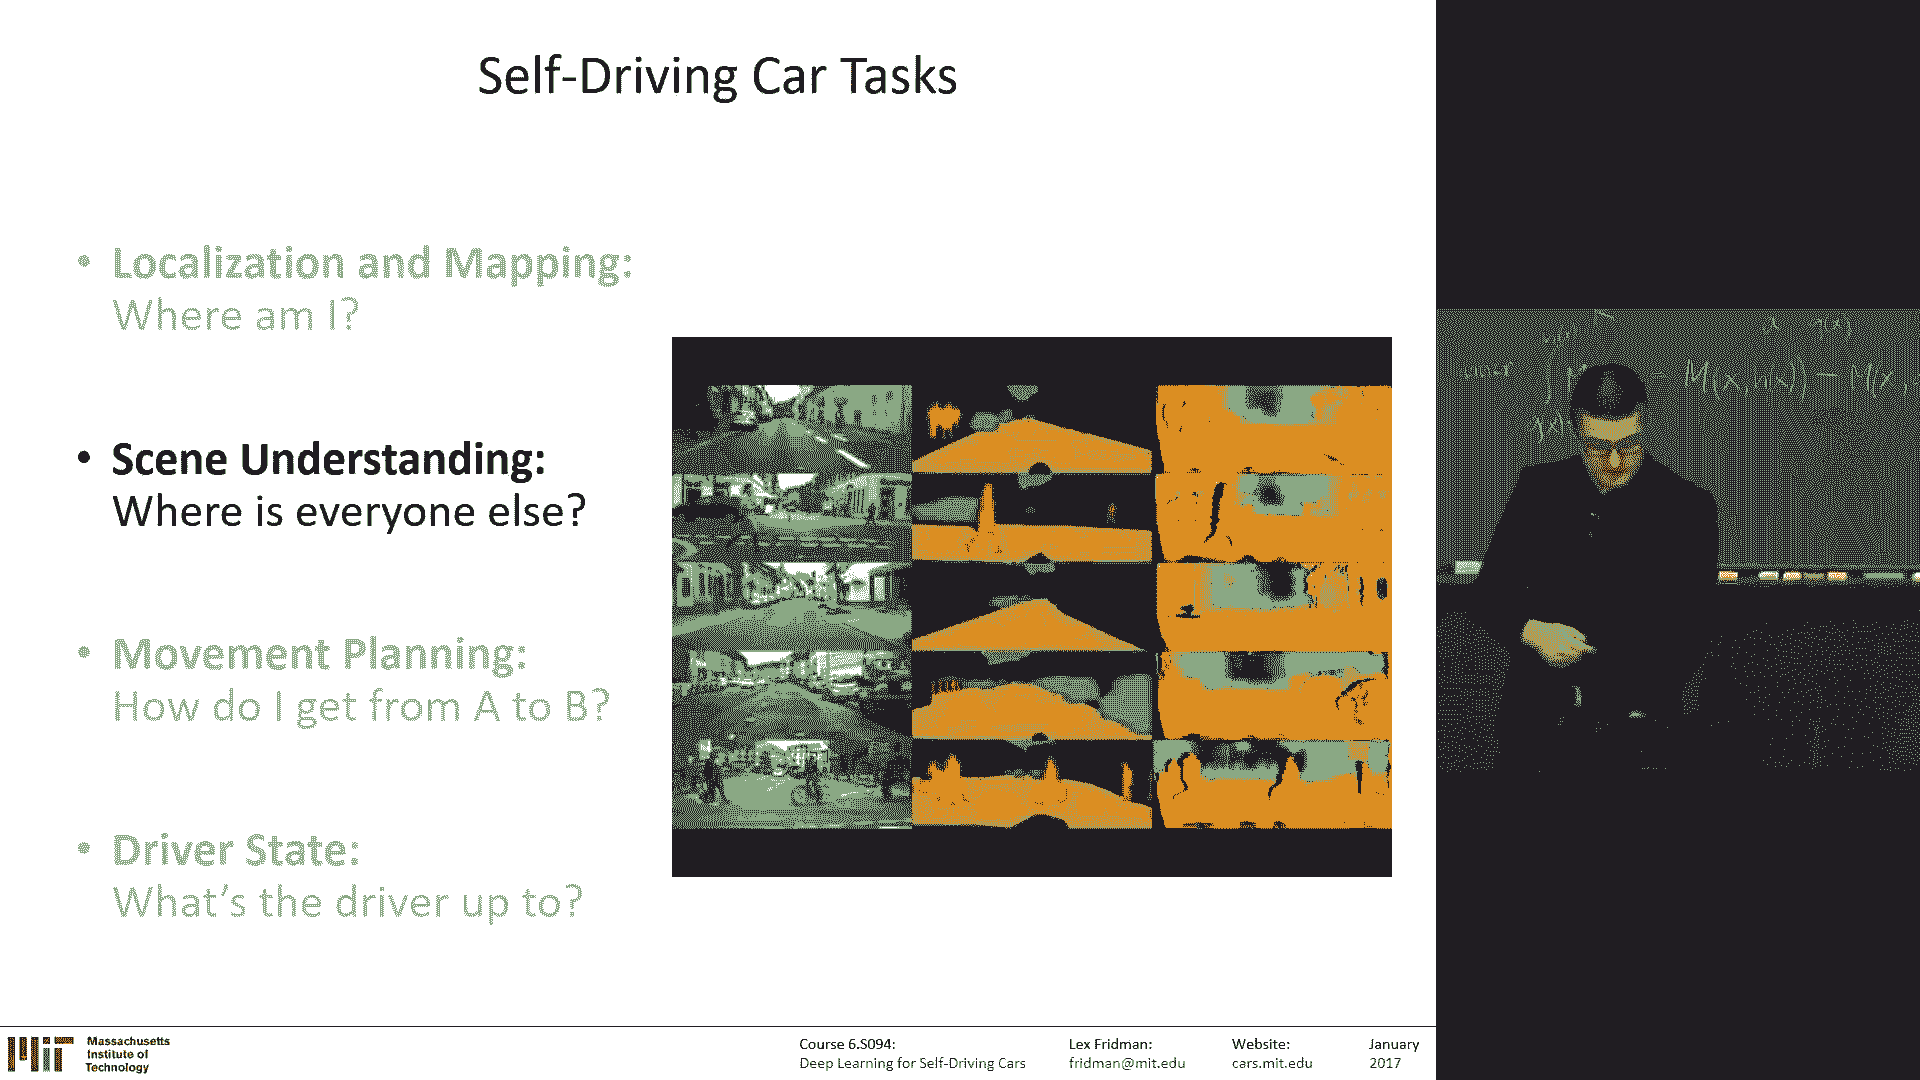 Self-Driving Car Tasks
• Localization and Mapping:
Where am I?
• Scene Understanding:
Where is everyone else?
• Movement Planning:
How do I get from A to B?
• Driver State:
What's the driver up to?
M(x, h(x)) – M(x,
MIT
Massachusetts
Institute of
Technology
Course 6.S094:
Deep Learning for Self-Driving Cars
Lex Fridman:
fridman@mit.edu
Website:
cars.mit.edu
January
2017